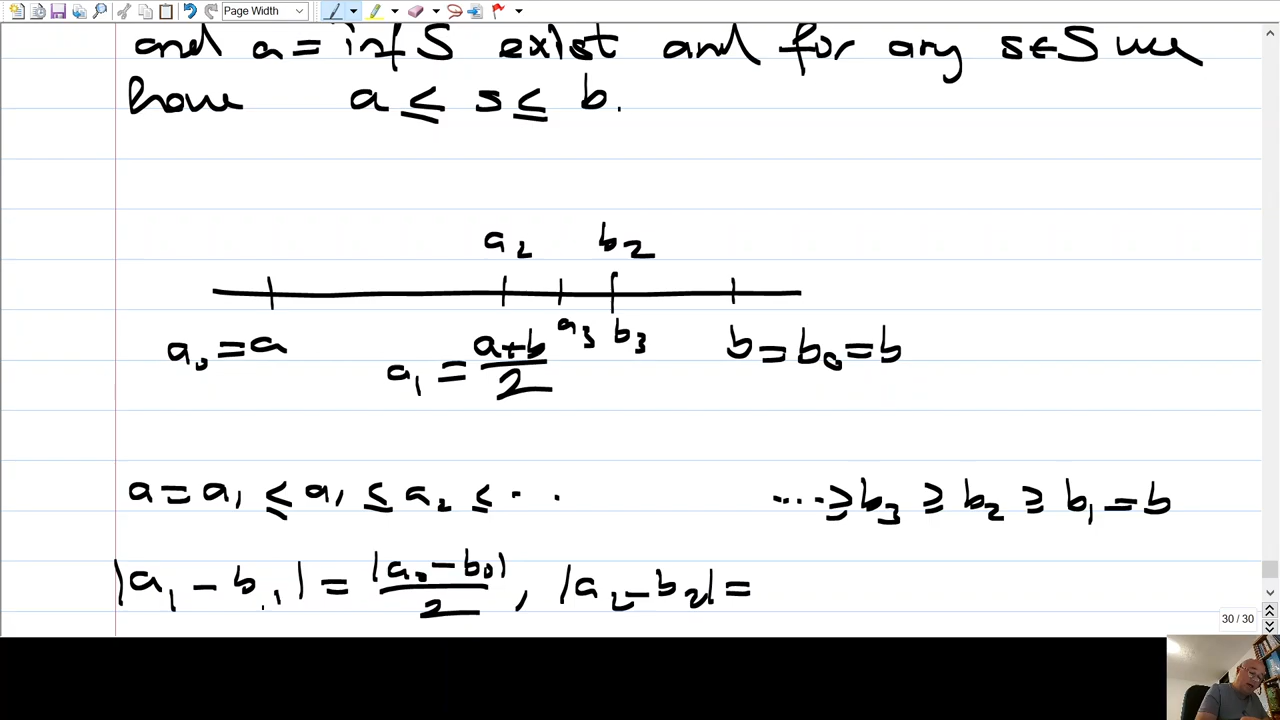 Page Width
and a = inf S exist and for any s∈S we
have a ≤ s ≤ b.
a₂ b₂
a₃ b₃
a₀ = a a₁ = (a+b)/2 b = b₀ = b
a = a₁ ≤ a₁ ≤ a₂ ≤ ... ... ≥ b₃ ≥ b₂ ≥ b₁ = b
|a₁ - b₁| = |a₀ - b₀|/2 , |a₂ - b₂| =
30 / 30